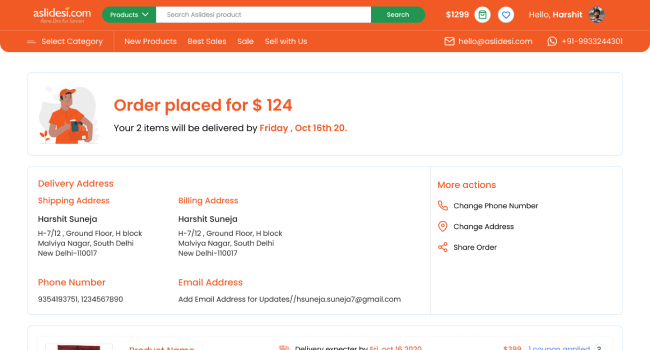 aslidesi.com
Products
Search Aslidesi product
Search
$1299
Hello, Harshit
Select Category
New Products
Best Sales
Sale
Sell with Us
hello@aslidesi.com
+91-9933244301
Order placed for $ 124
Your 2 items will be delivered by Friday , Oct 16th 20.
Delivery Address
Shipping Address
Harshit Suneja
H-7/12 , Ground Floor, H block
Malviya Nagar, South Delhi
New Delhi-110017
Billing Address
Harshit Suneja
H-7/12 , Ground Floor, H block
Malviya Nagar, South Delhi
New Delhi-110017
Phone Number
9354193751, 1234567890
Email Address
Add Email Address for Updates//hsuneja.suneja7@gmail.com
More actions
Change Phone Number
Change Address
Share Order
Product Name
Delivery expecter by Fri, oct 16 2020
$399
1 coupon applied
?